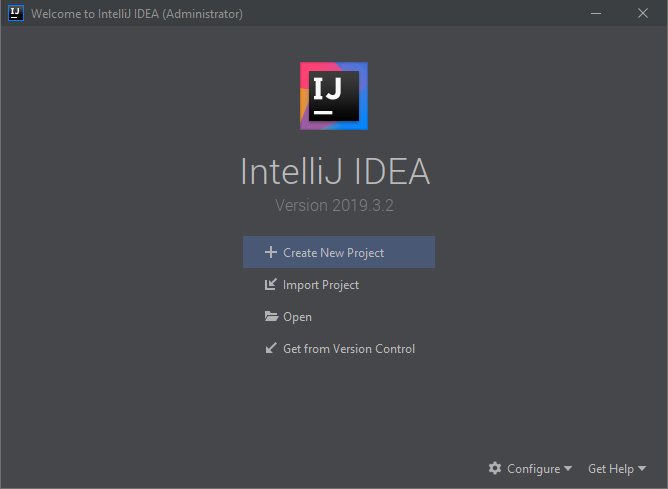 Welcome to IntelliJ IDEA (Administrator)
IJ
IntelliJ IDEA
Version 2019.3.2
Create New Project
Import Project
Open
Get from Version Control
Configure Get Help